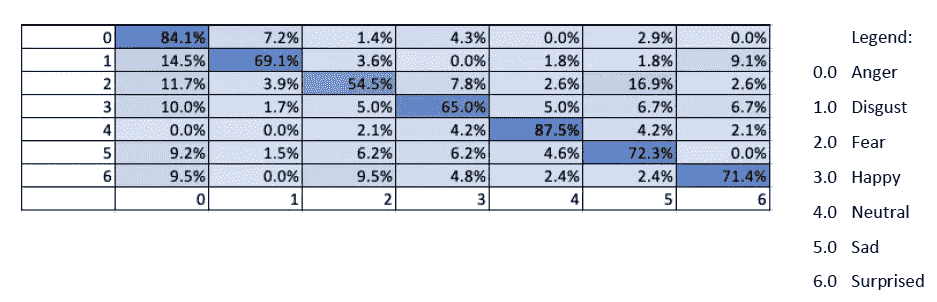 0 84.1% 7.2% 1.4% 4.3% 0.0% 2.9% 0.0%
1 14.5% 69.1% 3.6% 0.0% 1.8% 1.8% 9.1%
2 11.7% 3.9% 54.5% 7.8% 2.6% 16.9% 2.6%
3 10.0% 1.7% 5.0% 65.0% 5.0% 6.7% 6.7%
4 0.0% 0.0% 2.1% 4.2% 87.5% 4.2% 2.1%
5 9.2% 1.5% 6.2% 6.2% 4.6% 72.3% 0.0%
6 9.5% 0.0% 9.5% 4.8% 2.4% 2.4% 71.4%
0 1 2 3 4 5 6
Legend:
0.0 Anger
1.0 Disgust
2.0 Fear
3.0 Happy
4.0 Neutral
5.0 Sad
6.0 Surprised